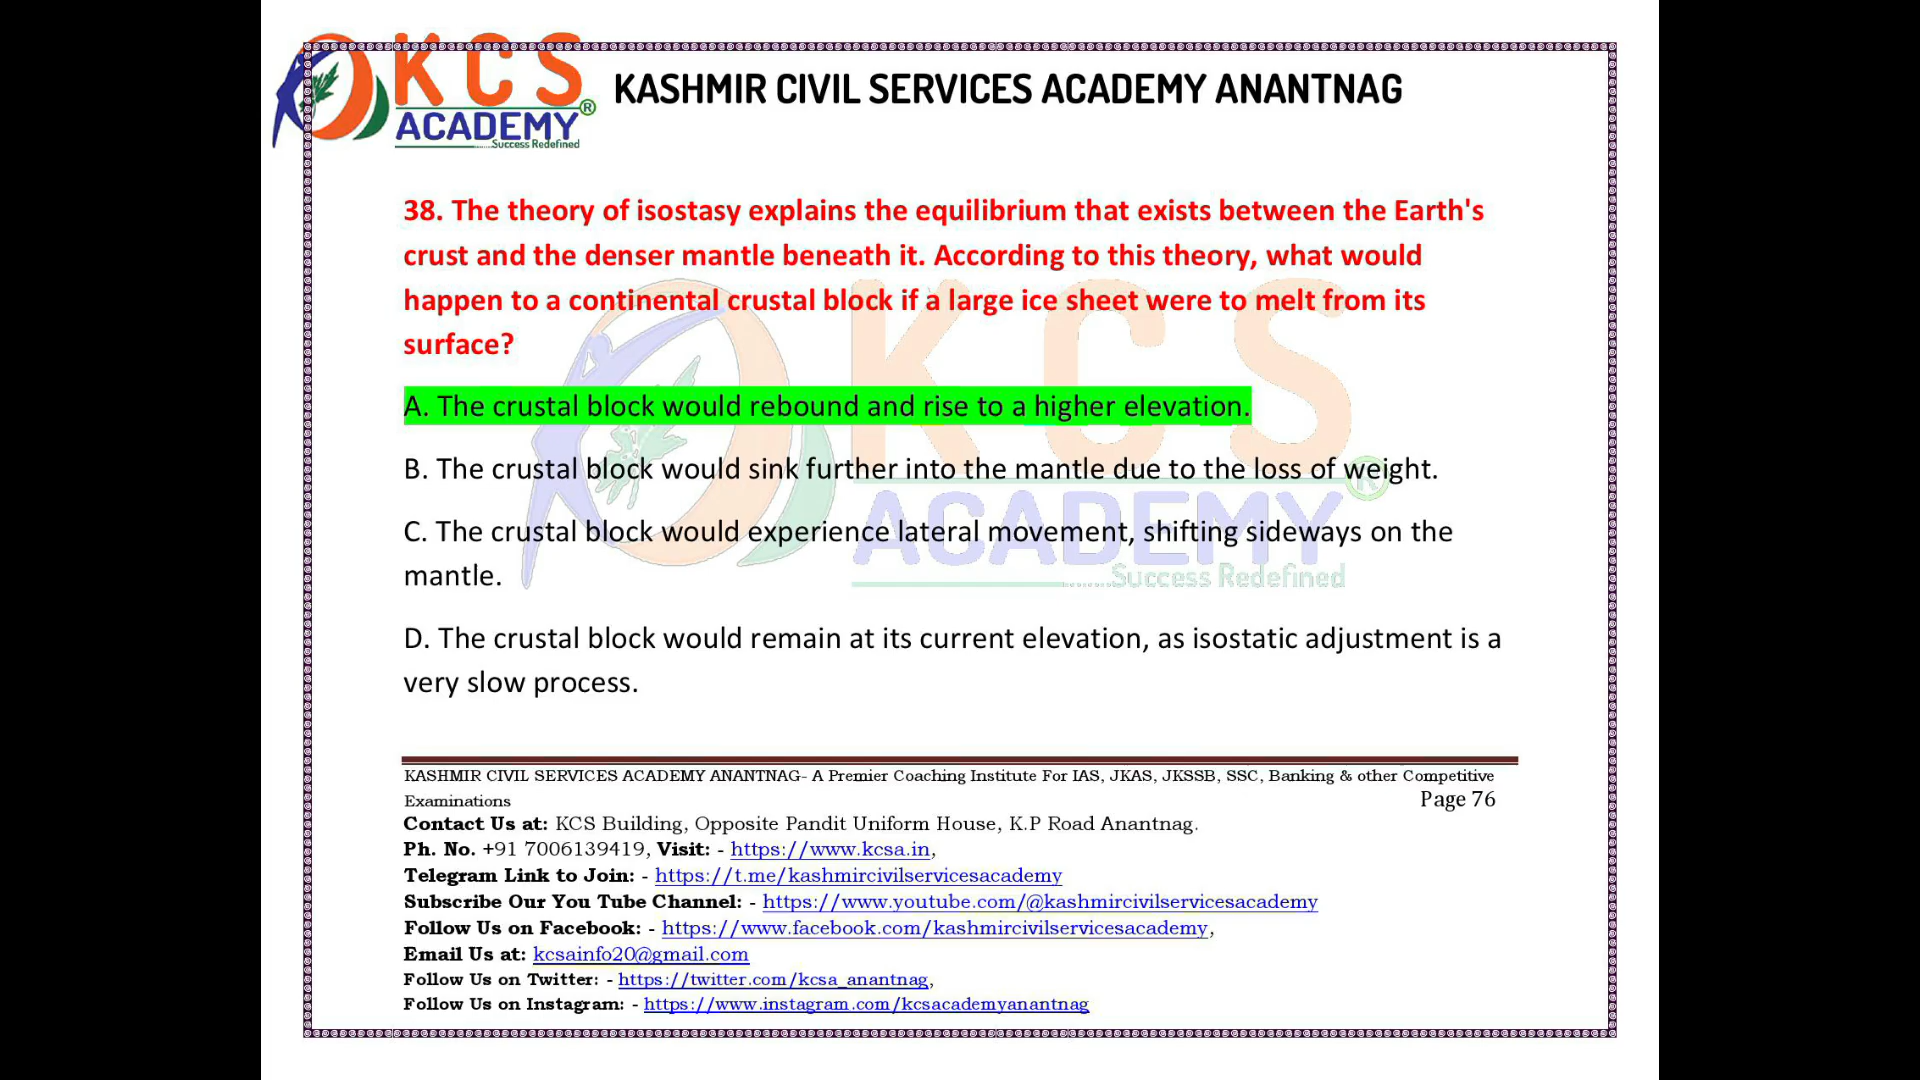 KCS
ACADEMY®
......Success Redefined
KASHMIR CIVIL SERVICES ACADEMY ANANTNAG
38. The theory of isostasy explains the equilibrium that exists between the Earth's
crust and the denser mantle beneath it. According to this theory, what would
happen to a continental crustal block if a large ice sheet were to melt from its
surface?
A. The crustal block would rebound and rise to a higher elevation.
B. The crustal block would sink further into the mantle due to the loss of weight.
C. The crustal block would experience lateral movement, shifting sideways on the
mantle.
D. The crustal block would remain at its current elevation, as isostatic adjustment is a
very slow process.
KCS
ACADEMY®
.......Success Redefined
KASHMIR CIVIL SERVICES ACADEMY ANANTNAG- A Premier Coaching Institute For IAS, JKAS, JKSSB, SSC, Banking & other Competitive
Examinations Page 76
Contact Us at: KCS Building, Opposite Pandit Uniform House, K.P Road Anantnag.
Ph. No. +91 7006139419, Visit: - https://www.kcsa.in,
Telegram Link to Join: - https://t.me/kashmircivilservicesacademy
Subscribe Our You Tube Channel: - https://www.youtube.com/@kashmircivilservicesacademy
Follow Us on Facebook: - https://www.facebook.com/kashmircivilservicesacademy,
Email Us at: kcsainfo20@gmail.com
Follow Us on Twitter: - https://twitter.com/kcsa_anantnag,
Follow Us on Instagram: - https://www.instagram.com/kcsacademyanantnag